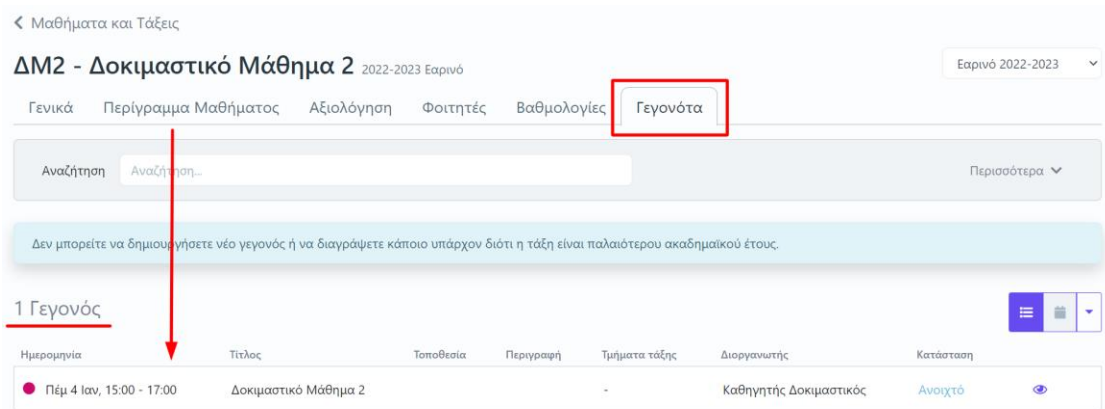 Μαθήματα και Τάξεις
ΔΜ2 - Δοκιμαστικό Μάθημα 2 2022-2023 Εαρινό
Εαρινό 2022-2023
Γενικά Περίγραμμα Μαθήματος Αξιολόγηση Φοιτητές Βαθμολογίες Γεγονότα
Αναζήτηση Αναζήτηση... Περισσότερα
Δεν μπορείτε να δημιουργήσετε νέο γεγονός ή να διαγράψετε κάποιο υπάρχον διότι η τάξη είναι παλαιότερου ακαδημαϊκού έτους.
1 Γεγονός
Ημερομηνία Τίτλος Τοποθεσία Περιγραφή Τμήματα τάξης Διοργανωτής Κατάσταση
Πέμ 4 Ιαν, 15:00 - 17:00 Δοκιμαστικό Μάθημα 2 - Καθηγητής Δοκιμαστικός Ανοιχτό